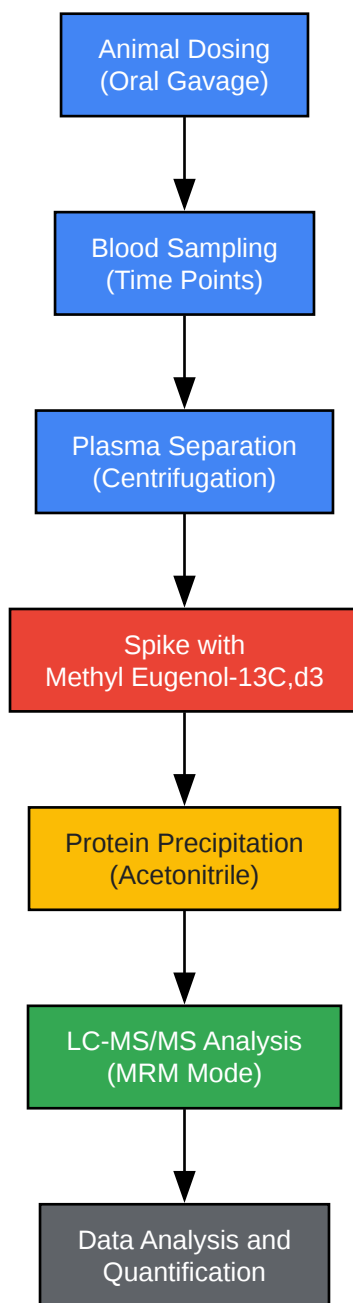 Animal Dosing
(Oral Gavage)
Blood Sampling
(Time Points)
Plasma Separation
(Centrifugation)
Spike with
Methyl Eugenol-13C,d3
Protein Precipitation
(Acetonitrile)
LC-MS/MS Analysis
(MRM Mode)
Data Analysis and
Quantification